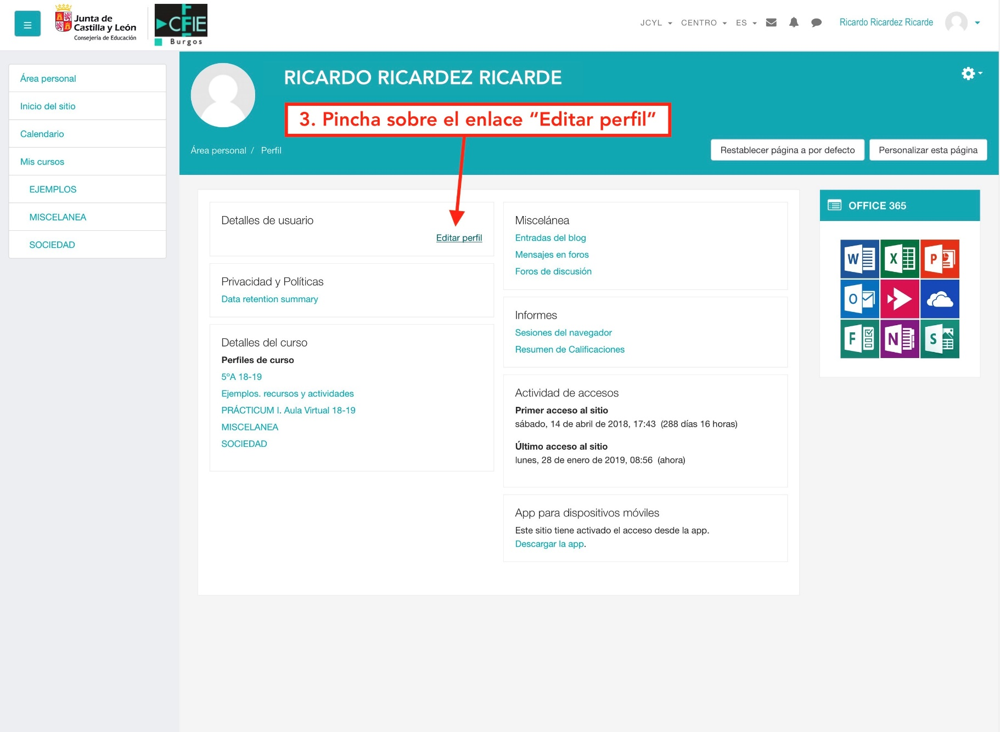 Junta de
Castilla y León
Consejería de Educación
CFIE
Burgos
JCYL
CENTRO
ES
Ricardo Ricardez Ricarde
Área personal
Inicio del sitio
Calendario
Mis cursos
EJEMPLOS
MISCELANEA
SOCIEDAD
RICARDO RICARDEZ RICARDE
3. Pincha sobre el enlace “Editar perfil”
Área personal / Perfil
Restablecer página a por defecto
Personalizar esta página
Detalles de usuario
Editar perfil
Privacidad y Políticas
Data retention summary
Detalles del curso
Perfiles de curso
5ºA 18-19
Ejemplos. recursos y actividades
PRÁCTICUM I. Aula Virtual 18-19
MISCELANEA
SOCIEDAD
Miscelánea
Entradas del blog
Mensajes en foros
Foros de discusión
Informes
Sesiones del navegador
Resumen de Calificaciones
Actividad de accesos
Primer acceso al sitio
sábado, 14 de abril de 2018, 17:43 (288 días 16 horas)
Último acceso al sitio
lunes, 28 de enero de 2019, 08:56 (ahora)
App para dispositivos móviles
Este sitio tiene activado el acceso desde la app.
Descargar la app.
OFFICE 365
W X P
O
F N S